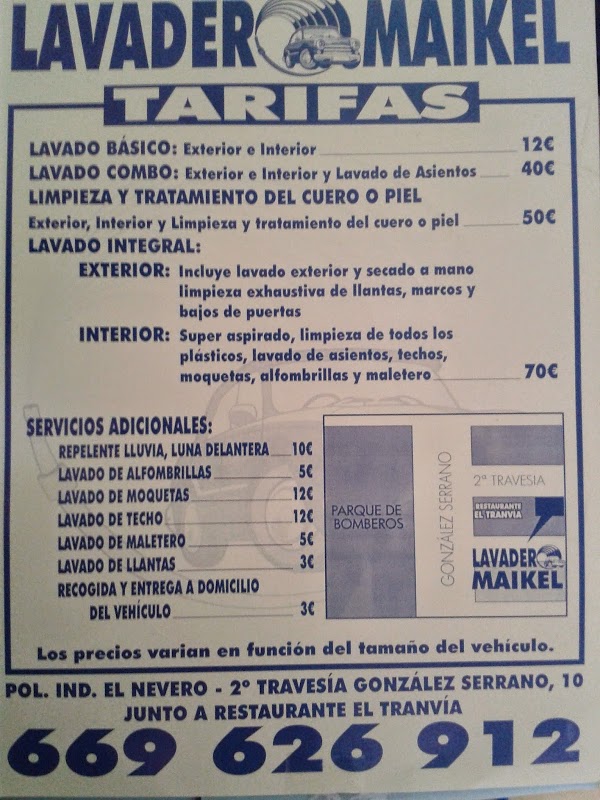 LAVADERO MAIKEL
TARIFAS
LAVADO BÁSICO: Exterior e Interior 12€
LAVADO COMBO: Exterior e Interior y Lavado de Asientos 40€
LIMPIEZA Y TRATAMIENTO DEL CUERO O PIEL
Exterior, Interior y Limpieza y tratamiento del cuero o piel 50€
LAVADO INTEGRAL:
EXTERIOR: Incluye lavado exterior y secado a mano
limpieza exhaustiva de llantas, marcos y
bajos de puertas
INTERIOR: Super aspirado, limpieza de todos los
plásticos, lavado de asientos, techos,
moquetas, alfombrillas y maletero 70€
SERVICIOS ADICIONALES:
REPELENTE LLUVIA, LUNA DELANTERA 10€
LAVADO DE ALFOMBRILLAS 5€
LAVADO DE MOQUETAS 12€
LAVADO DE TECHO 12€
LAVADO DE MALETERO 5€
LAVADO DE LLANTAS 3€
RECOGIDA Y ENTREGA A DOMICILIO
DEL VEHÍCULO 3€
PARQUE DE
BOMBEROS
GONZÁLEZ SERRANO
2ª TRAVESIA
RESTAURANTE
EL TRANVIA
LAVADERO
MAIKEL
Los precios varian en función del tamaño del vehículo.
POL. IND. EL NEVERO - 2º TRAVESÍA GONZÁLEZ SERRANO, 10
JUNTO A RESTAURANTE EL TRANVÍA
669 626 912